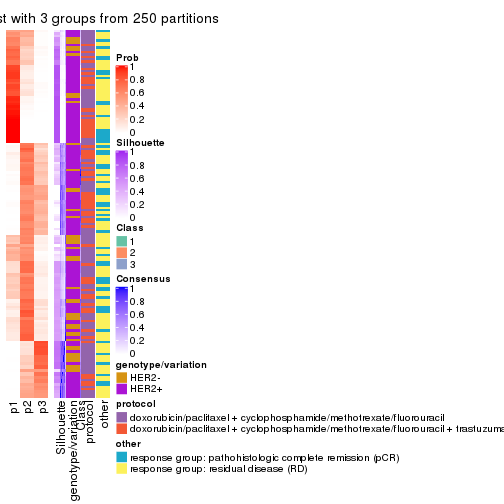 st with 3 groups from 250 partitions
Prob
1
0.8
0.6
0.4
0.2
0
Silhouette
1
0.8
0.6
0.4
0.2
0
Class
1
2
3
Consensus
1
0.8
0.6
0.4
0.2
0
genotype/variation
HER2-
HER2+
protocol
doxorubicin/paclitaxel + cyclophosphamide/methotrexate/fluorouracil
doxorubicin/paclitaxel + cyclophosphamide/methotrexate/fluorouracil + trastuzuma
other
response group: pathohistologic complete remission (pCR)
response group: residual disease (RD)
p1
p2
p3
Silhouette
genotype/variation
Class
protocol
other